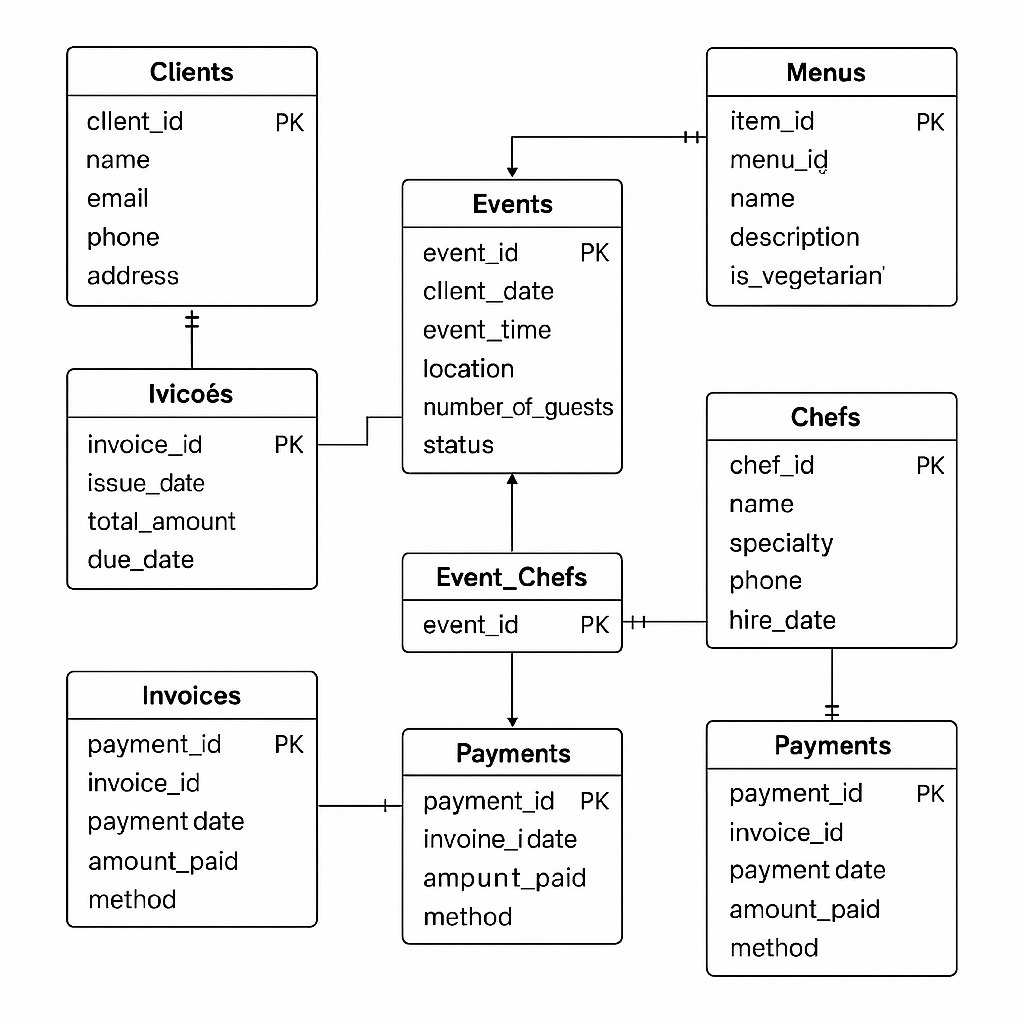 Clients
cllent_id PK
name
email
phone
address
Menus
item_id PK
menu_id
name
description
is_vegetarian'
Events
event_id PK
cllent_date
event_time
location
number_of_guests
status
Ivicoés
invoice_id PK
issue_date
total_amount
due_date
Chefs
chef_id PK
name
specialty
phone
hire_date
Event_Chefs
event_id PK
Invoices
payment_id PK
invoice_id
payment date
amount_paid
method
Payments
payment_id PK
invoine_i date
ampunt_paid
method
Payments
payment_id PK
invoice_id
payment date
amount_paid
method